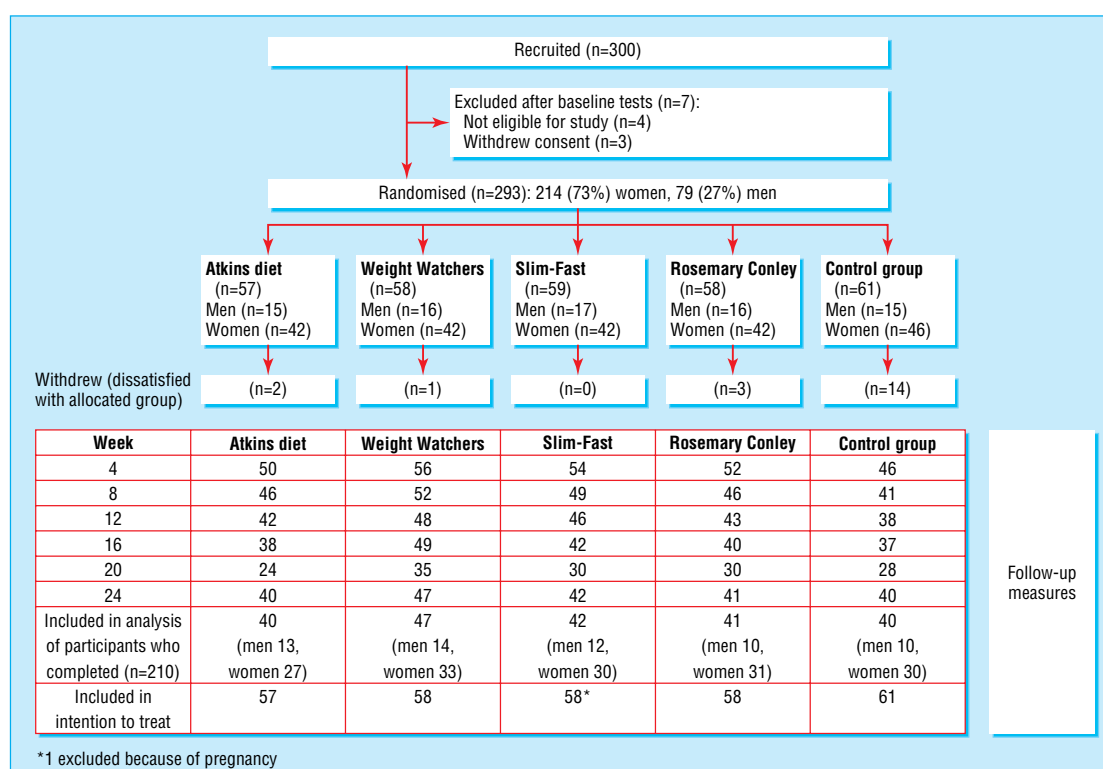 Recruited (n=300)
Excluded after baseline tests (n=7):
Not eligible for study (n=4)
Withdrew consent (n=3)
Randomised (n=293): 214 (73%) women, 79 (27%) men
Atkins diet
(n=57)
Men (n=15)
Women (n=42)
Weight Watchers
(n=58)
Men (n=16)
Women (n=42)
Slim-Fast
(n=59)
Men (n=17)
Women (n=42)
Rosemary Conley
(n=58)
Men (n=16)
Women (n=42)
Control group
(n=61)
Men (n=15)
Women (n=46)
Withdrew (dissatisfied
with allocated group)
(n=2) (n=1) (n=0) (n=3) (n=14)
Week Atkins diet Weight Watchers Slim-Fast Rosemary Conley Control group
4 50 56 54 52 46
8 46 52 49 46 41
12 42 48 46 43 38
16 38 49 42 40 37
20 24 35 30 30 28
24 40 47 42 41 40
Included in analysis 40 47 42 41 40
of participants who (men 13, (men 14, (men 12, (men 10, (men 10,
completed (n=210) women 27) women 33) women 30) women 31) women 30)
Included in 57 58 58* 58 61
intention to treat
Follow-up
measures
*1 excluded because of pregnancy